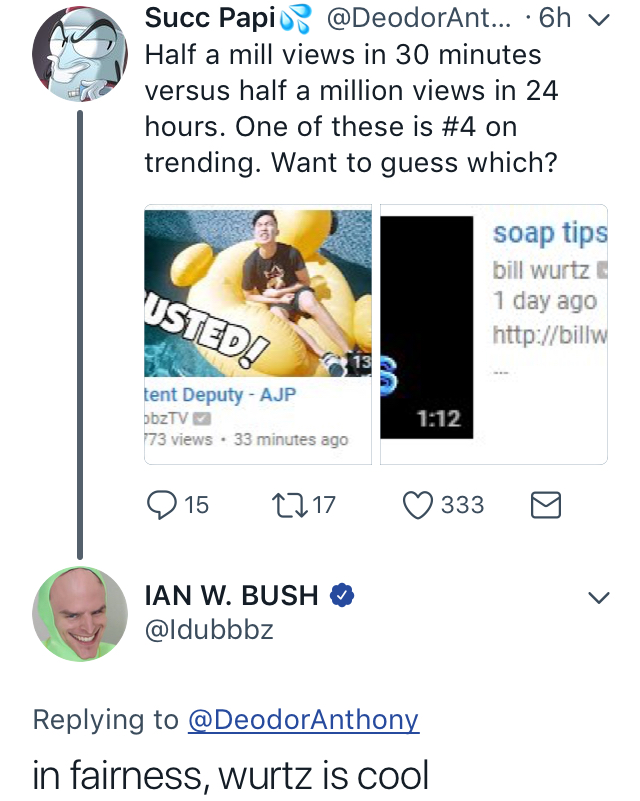 Succ Papi💦 @DeodorAnt... · 6h
Half a mill views in 30 minutes
versus half a million views in 24
hours. One of these is #4 on
trending. Want to guess which?
USTED!
13
tent Deputy - AJP
bbzTV
773 views • 33 minutes ago
S
1:12
soap tips
bill wurtz
1 day ago
http://billw
...
15 17 333
IAN W. BUSH
@Idubbbz
Replying to @DeodorAnthony
in fairness, wurtz is cool